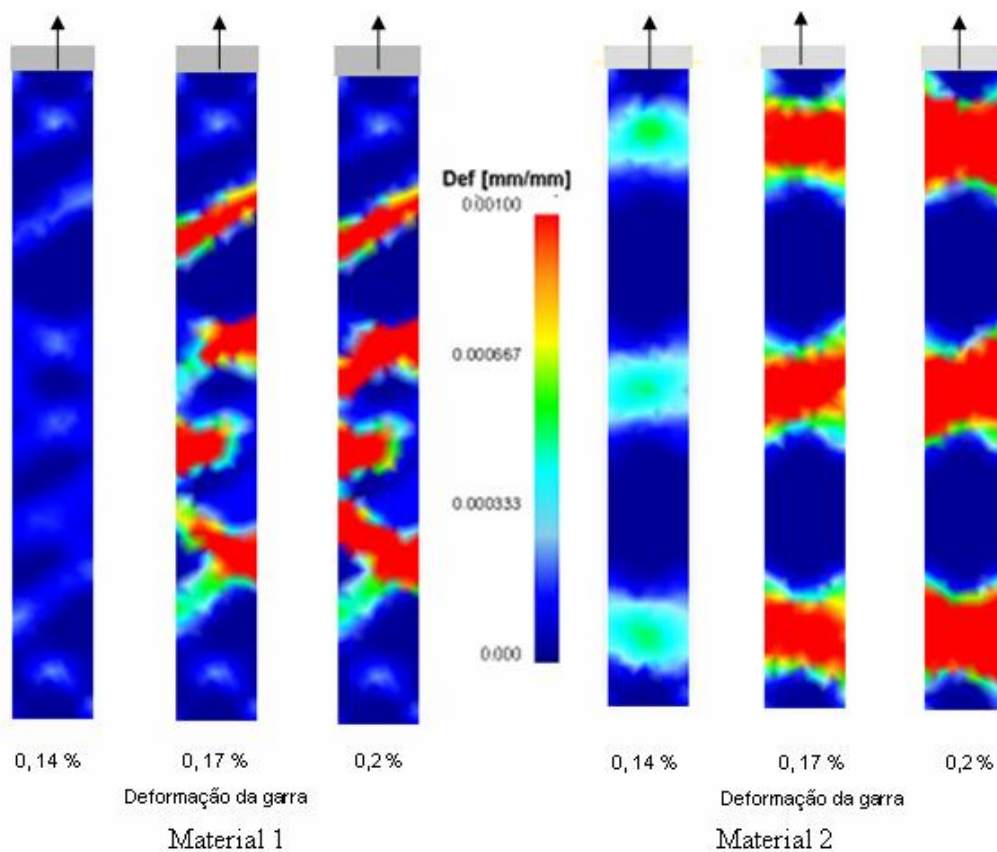 Def [mm/mm]
0.00100
0.000667
0.000333
0.000
0, 14 %
0, 17 %
0,2 %
0, 14 %
0, 17 %
0,2 %
Deformação da garra
Deformação da garra
Material 1
Material 2